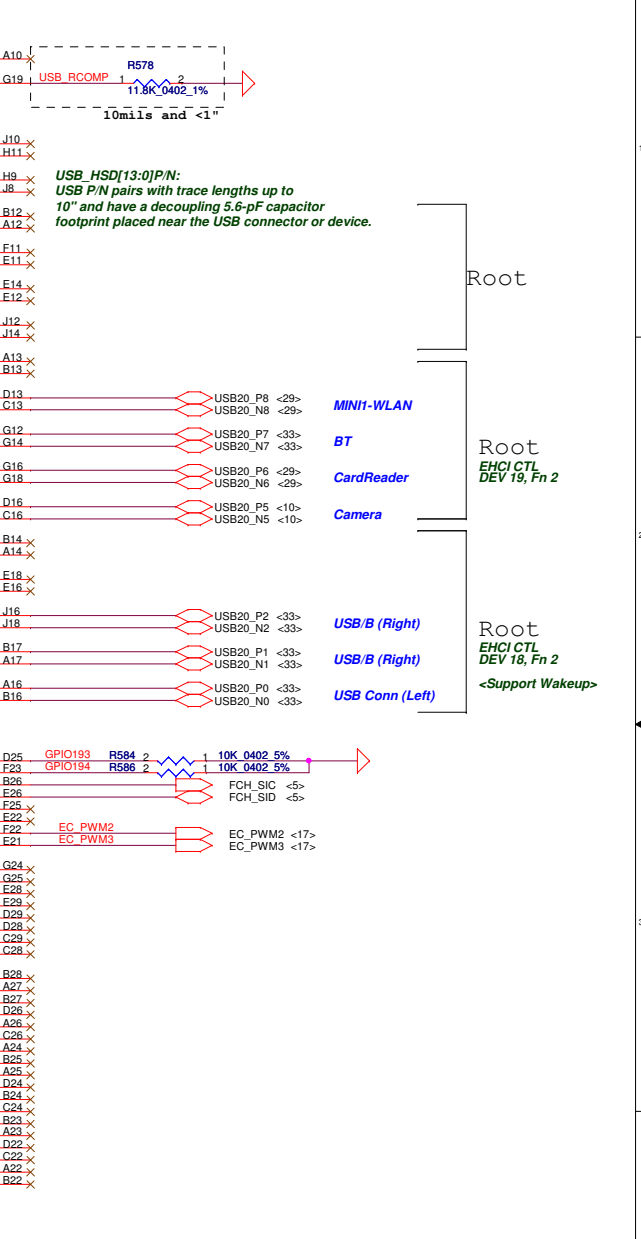 A10
R578
G19 USB_RCOMP 1 2
11.8K_0402_1%
10mils and <1"
J10
H11
H9
J8
USB_HSD[13:0]P/N:
USB P/N pairs with trace lengths up to
10" and have a decoupling 5.6-pF capacitor
footprint placed near the USB connector or device.
B12
A12
F11
E11
E14
E12
Root
J12
J14
A13
B13
D13 USB20_P8 <29>
C13 USB20_N8 <29>
MINI1-WLAN
G12 USB20_P7 <33>
G14 USB20_N7 <33>
BT
Root
EHCI CTL
DEV 19, Fn 2
G16 USB20_P6 <29>
G18 USB20_N6 <29>
CardReader
D16 USB20_P5 <10>
C16 USB20_N5 <10>
Camera
B14
A14
E18
E16
J16 USB20_P2 <33>
J18 USB20_N2 <33>
USB/B (Right)
Root
EHCI CTL
DEV 18, Fn 2
<Support Wakeup>
B17 USB20_P1 <33>
A17 USB20_N1 <33>
USB/B (Right)
A16 USB20_P0 <33>
B16 USB20_N0 <33>
USB Conn (Left)
D25 GPIO193 R584 2 1 10K_0402_5%
F23 GPIO194 R586 2 1 10K_0402_5%
B26 FCH_SIC <5>
E26 FCH_SID <5>
F25
E22
F22 EC_PWM2 EC_PWM2 <17>
E21 EC_PWM3 EC_PWM3 <17>
G24
G25
E28
E29
D29
D28
C29
C28
B28
A27
B27
D26
A26
C26
A24
B25
A25
D24
B24
C24
B23
A23
D22
C22
A22
B22
1
2
3